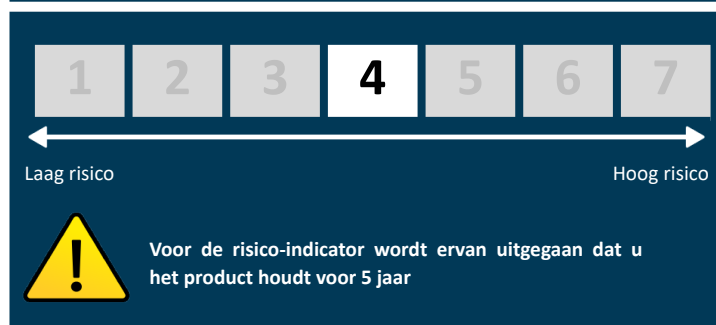 1 2 3 4 5 6 7
Laag risico Hoog risico
!
Voor de risico-indicator wordt ervan uitgegaan dat u
het product houdt voor 5 jaar